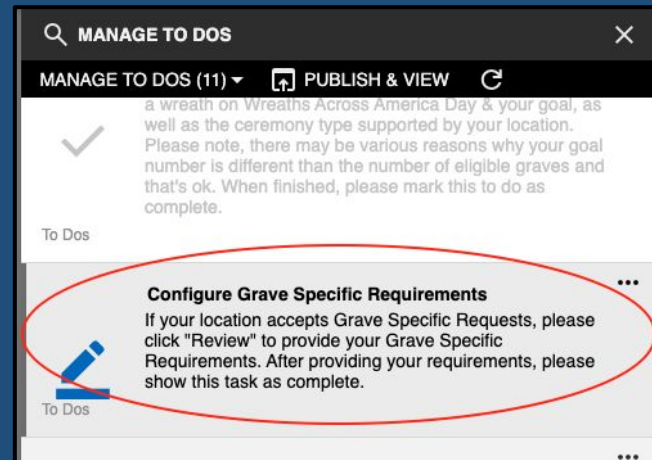 MANAGE TO DOS
MANAGE TO DOS (11) PUBLISH & VIEW
a wreath on Wreaths Across America Day & your goal, as
well as the ceremony type supported by your location.
Please note, there may be various reasons why your goal
number is different than the number of eligible graves and
that's ok. When finished, please mark this to do as
complete.
To Dos
Configure Grave Specific Requirements
If your location accepts Grave Specific Requests, please
click "Review" to provide your Grave Specific
Requirements. After providing your requirements, please
show this task as complete.
To Dos